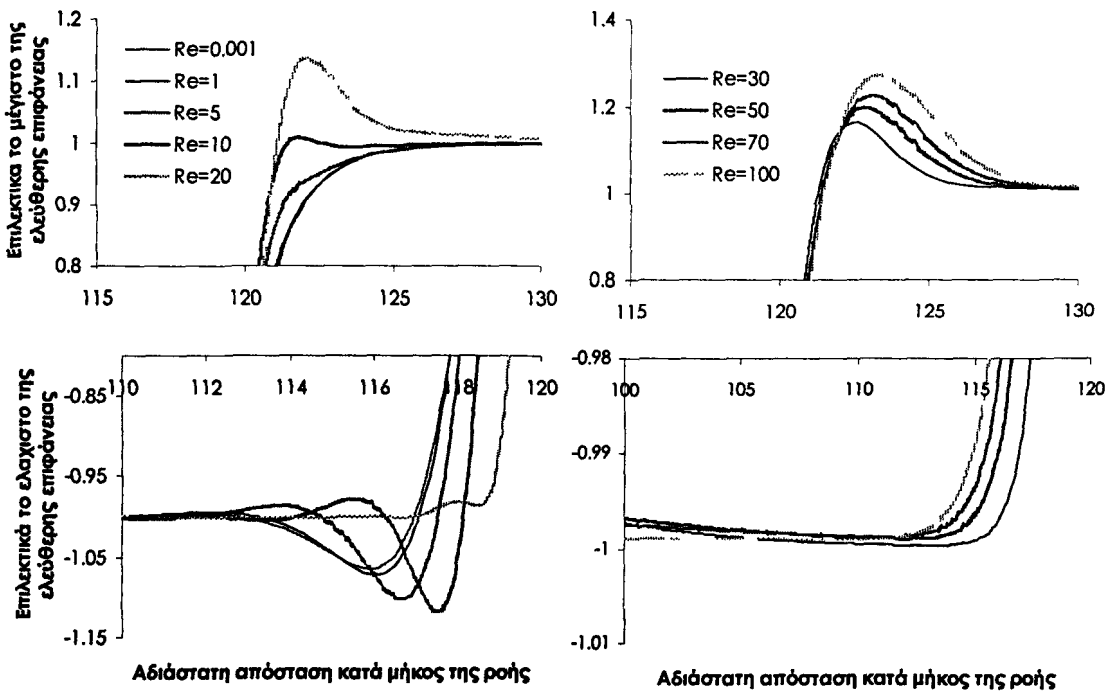 Επιλεκτικα το μέγιστο της
ελεύθερης επιφάνειας
1.2
1.1
1
0.9
0.8
115
120
125
130
Re=0.001
Re=1
Re=5
Re=10
Re=20
1.4
1.2
1
0.8
115
120
125
130
Re=30
Re=50
Re=70
Re=100
Επιλεκτικά το ελαχιστο της
ελεύθερης επιφάνειας
110
112
114
116
118
120
-0.85
-0.95
-1.05
-1.15
Αδιάστατη απόσταση κατά μήκος της ροής
-0.98
100
105
110
115
120
-0.99
-1
-1.01
Αδιάστατη απόσταση κατά μήκος της ροής